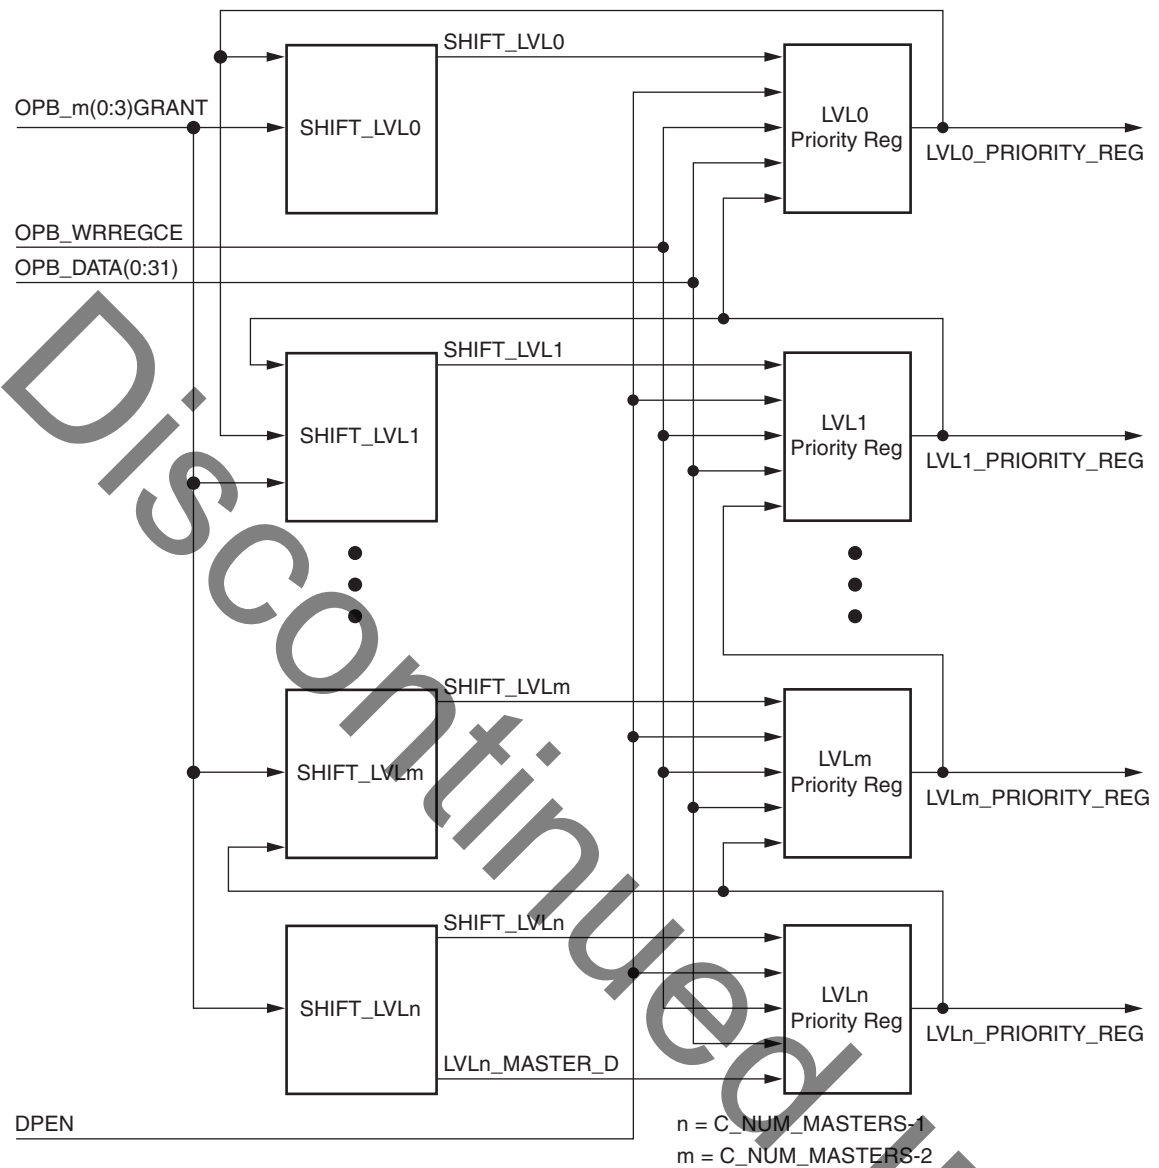 SHIFT_LVL0
OPB_m(0:3)GRANT
SHIFT_LVL0
LVL0
Priority Reg
LVL0_PRIORITY_REG
OPB_WRREGCE
OPB_DATA(0:31)
SHIFT_LVL1
SHIFT_LVL1
LVL1
Priority Reg
LVL1_PRIORITY_REG
SHIFT_LVLm
SHIFT_LVLm
LVLm
Priority Reg
LVLm_PRIORITY_REG
SHIFT_LVLn
SHIFT_LVLn
LVLn
Priority Reg
LVLn_PRIORITY_REG
LVLn_MASTER_D
DPEN
n = C_NUM_MASTERS-1
m = C_NUM_MASTERS-2
Discontinued